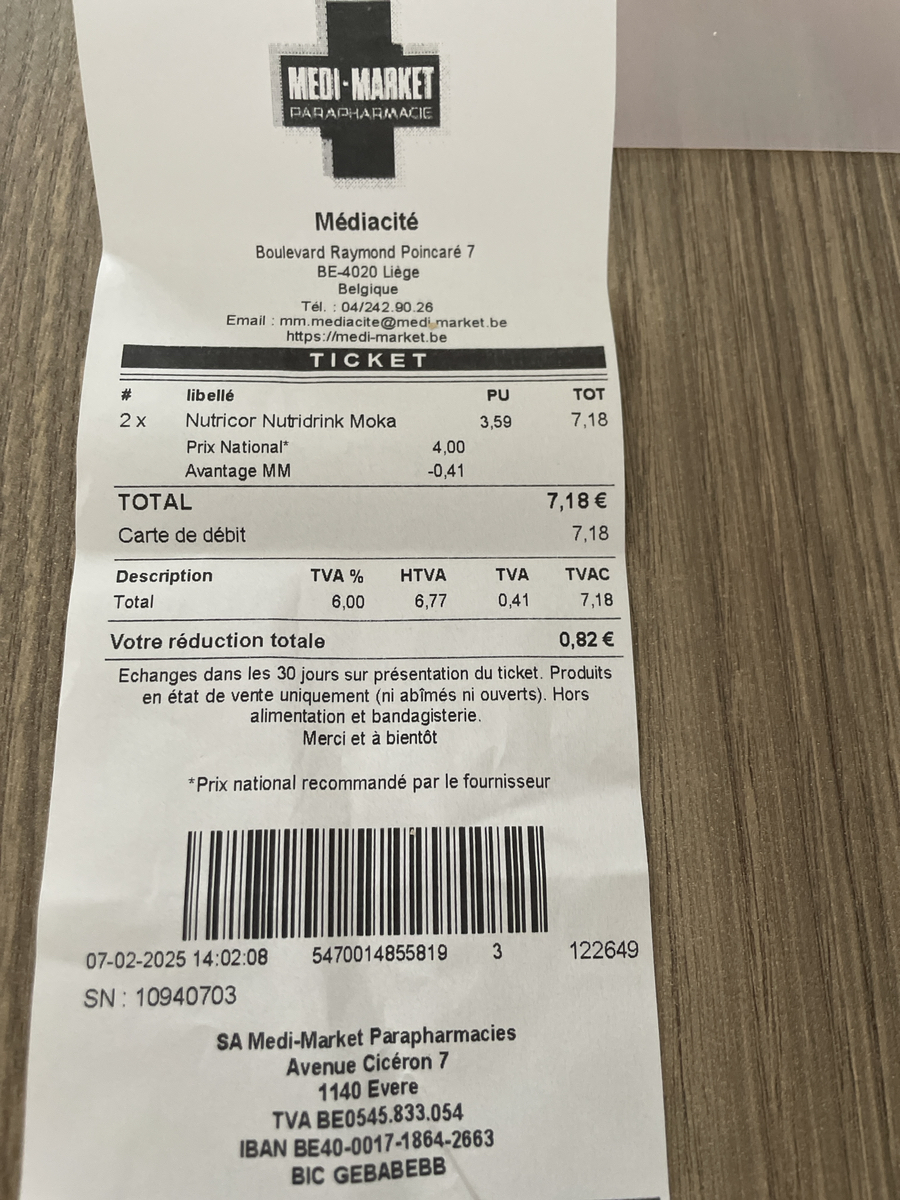 MEDI-MARKET
PARAPHARMACIE
Médiacité
Boulevard Raymond Poincaré 7
BE-4020 Liège
Belgique
Tél. : 04/242.90.26
Email : mm.mediacite@medi-market.be
https://medi-market.be
TICKET
# libellé PU TOT
2 x Nutricor Nutridrink Moka 3,59 7,18
Prix National* 4,00
Avantage MM -0,41
TOTAL 7,18 €
Carte de débit 7,18
Description TVA % HTVA TVA TVAC
Total 6,00 6,77 0,41 7,18
Votre réduction totale 0,82 €
Echanges dans les 30 jours sur présentation du ticket. Produits
en état de vente uniquement (ni abîmés ni ouverts). Hors
alimentation et bandagisterie.
Merci et à bientôt
*Prix national recommandé par le fournisseur
07-02-2025 14:02:08 5470014855819 3 122649
SN : 10940703
SA Medi-Market Parapharmacies
Avenue Cicéron 7
1140 Evere
TVA BE0545.833.054
IBAN BE40-0017-1864-2663
BIC GEBABEBB